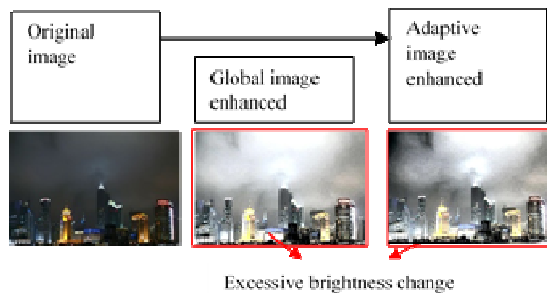 Original
image
Global image
enhanced
Adaptive
image
enhanced
Excessive brightness change